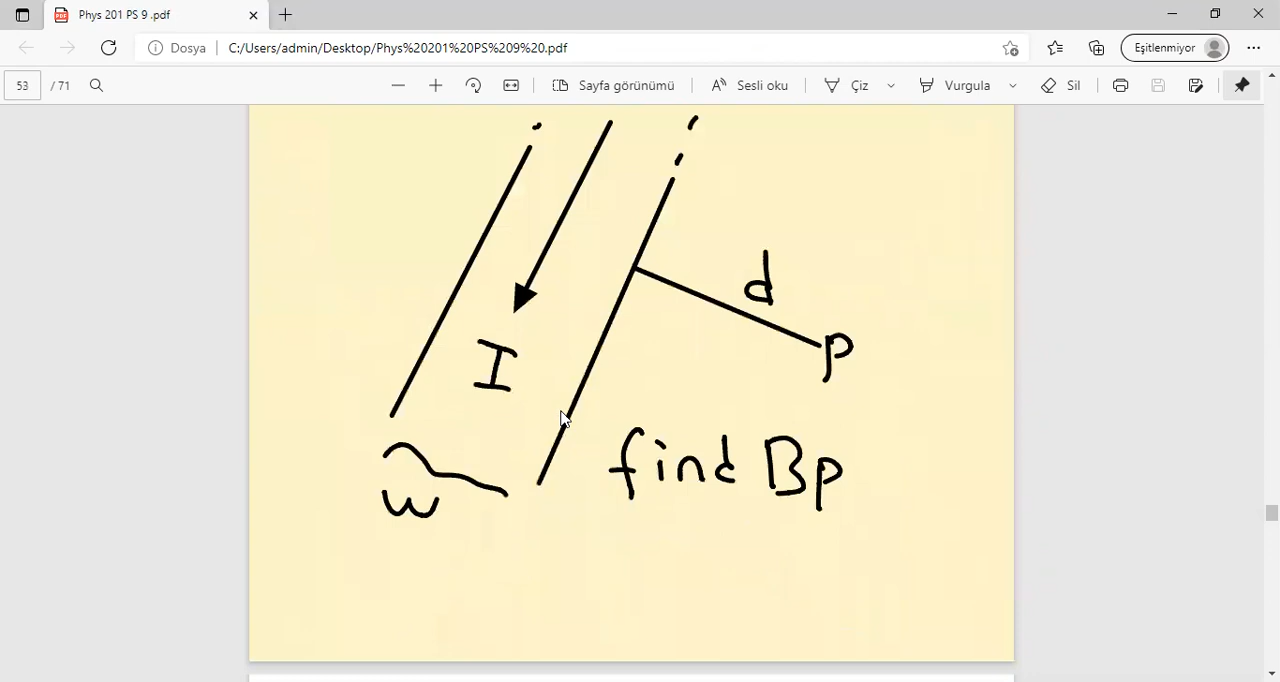 Phys 201 PS 9 .pdf
Dosya C:/Users/admin/Desktop/Phys%20201%20PS%209%20.pdf Eşitlenmiyor
53 / 71 Sayfa görünümü Sesli oku Çiz Vurgula Sil
d
P
I
w
find Bp